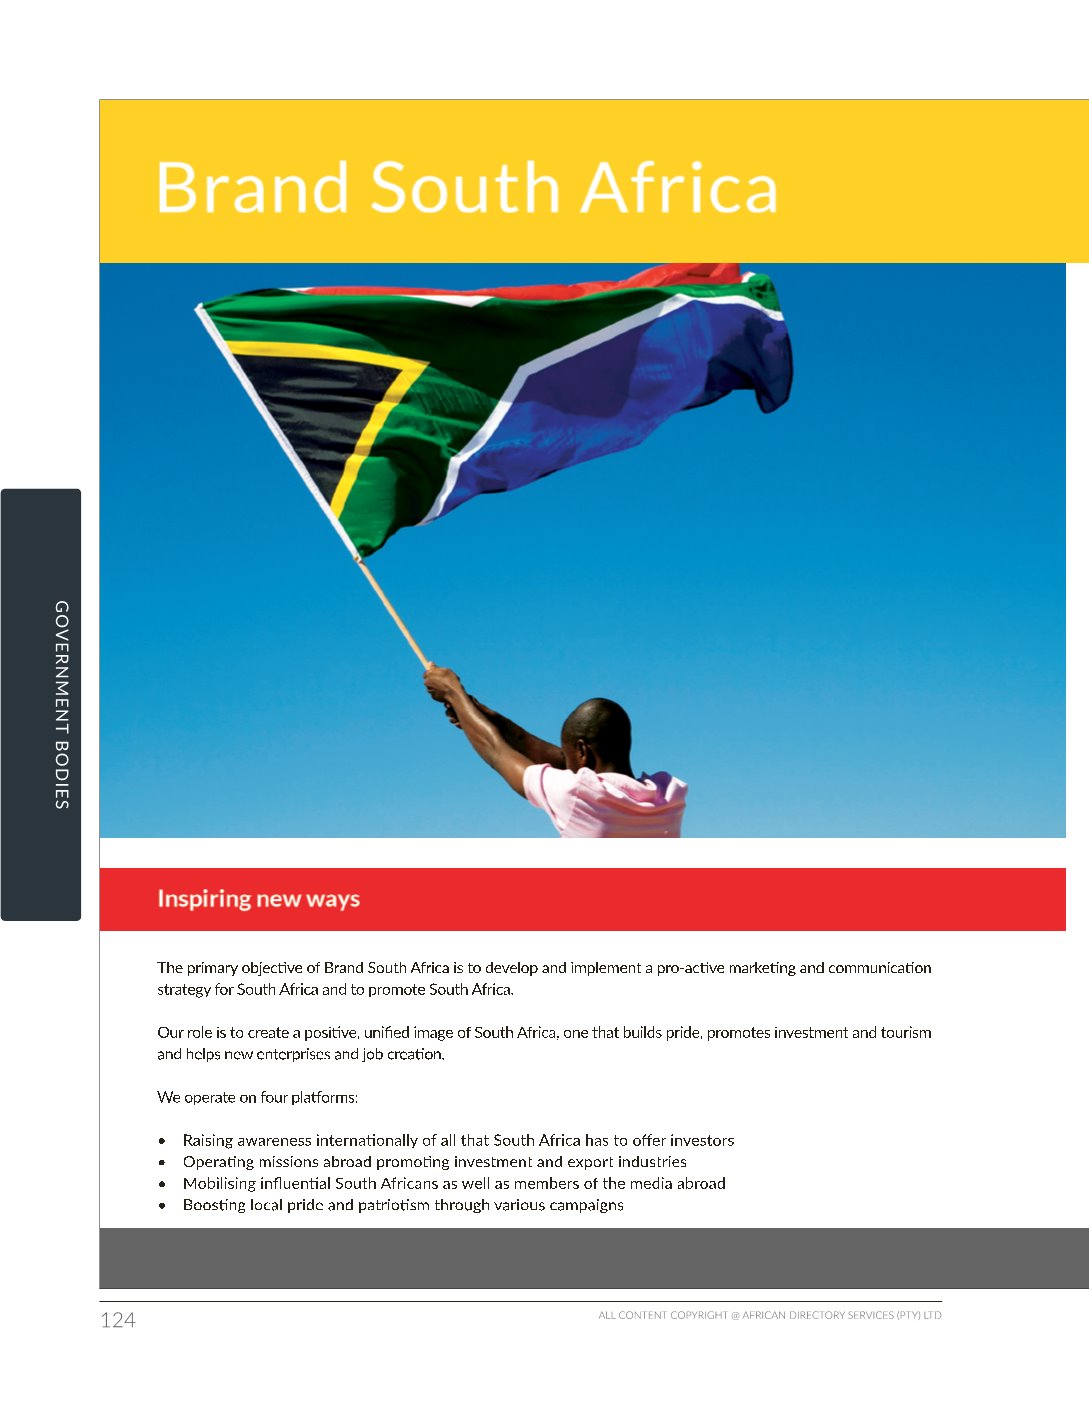 Brand South Africa
GOVERNMENT BODIES
Inspiring new ways
The primary objective of Brand South Africa is to develop and implement a pro-active marketing and communication
strategy for South Africa and to promote South Africa.
Our role is to create a positive, unified image of South Africa, one that builds pride, promotes investment and tourism
and helps new enterprises and job creation.
We operate on four platforms:
• Raising awareness internationally of all that South Africa has to offer investors
• Operating missions abroad promoting investment and export industries
• Mobilising influential South Africans as well as members of the media abroad
• Boosting local pride and patriotism through various campaigns
124
ALL CONTENT COPYRIGHT @ AFRICAN DIRECTORY SERVICES (PTY) LTD